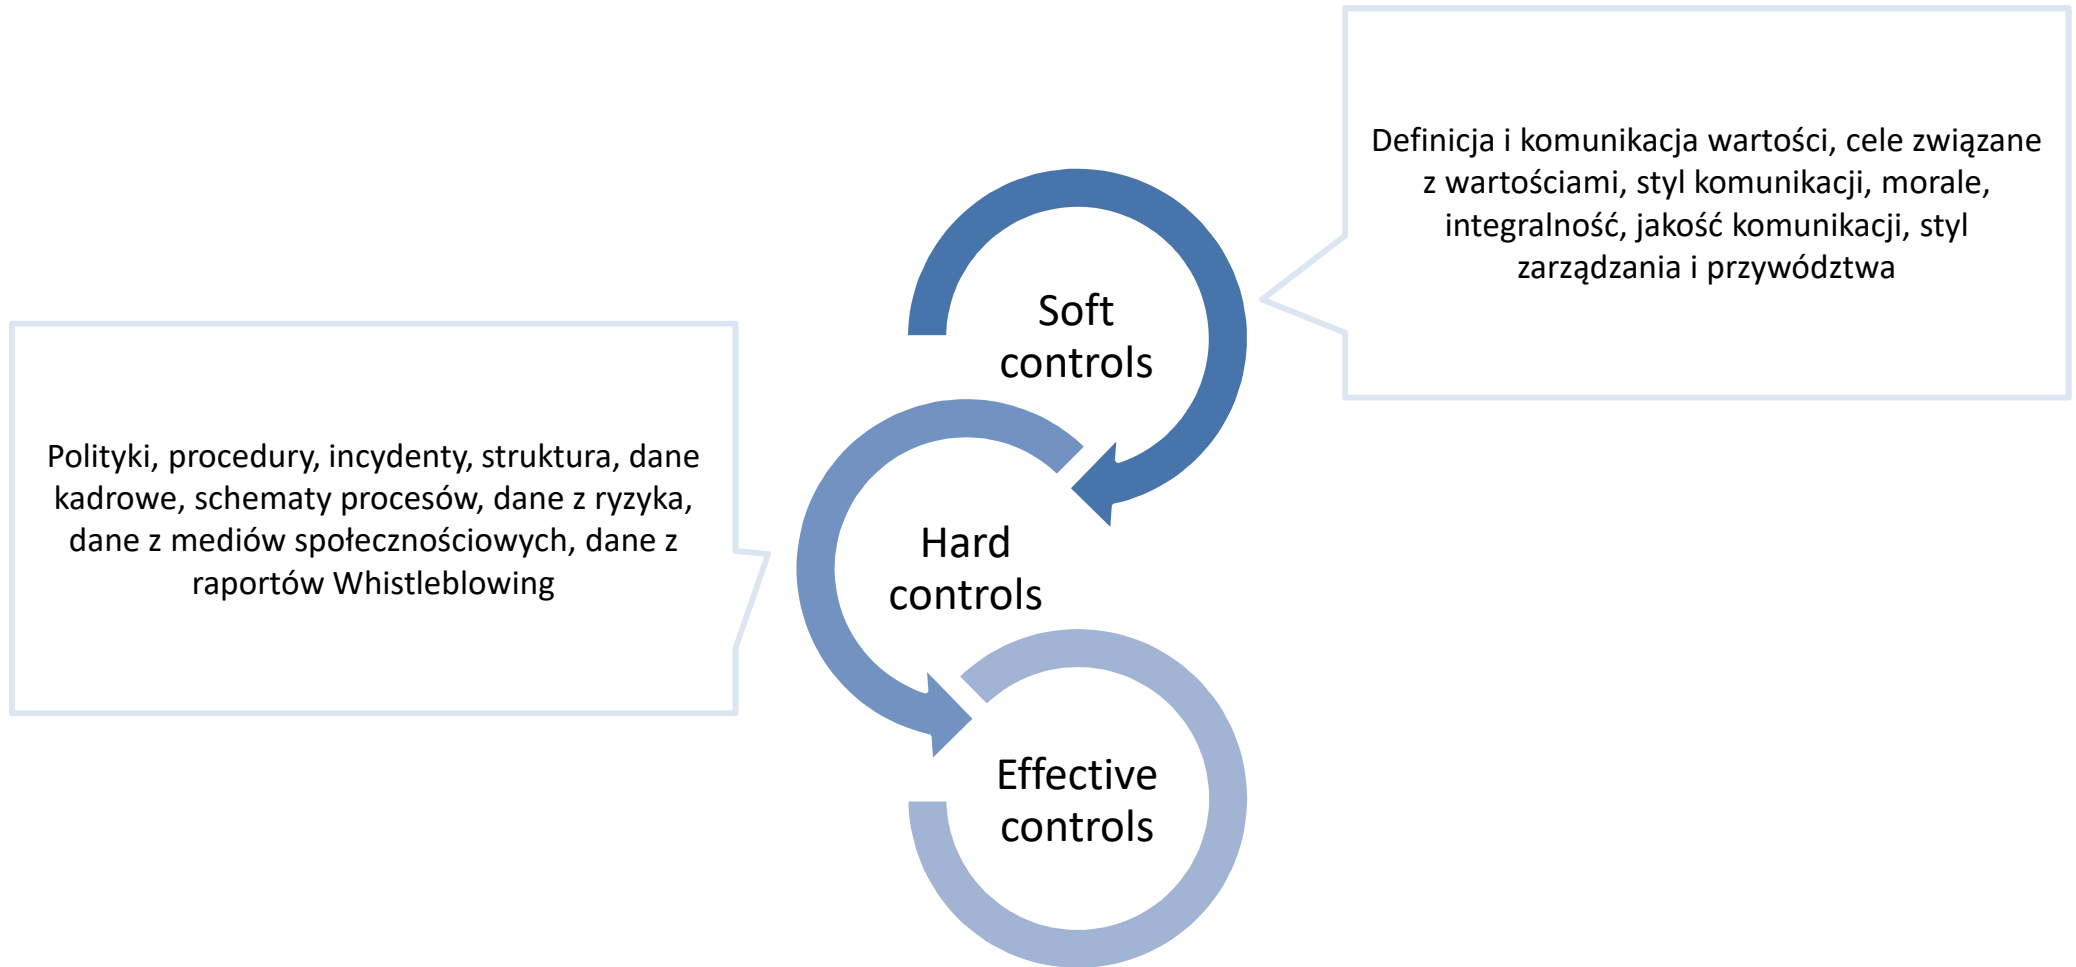 Definicja i komunikacja wartości, cele związane
z wartościami, styl komunikacji, morale,
integralność, jakość komunikacji, styl
zarządzania i przywództwa
Soft
controls
Polityki, procedury, incydenty, struktura, dane
kadrowe, schematy procesów, dane z ryzyka,
dane z mediów społecznościowych, dane z
raportów Whistleblowing
Hard
controls
Effective
controls